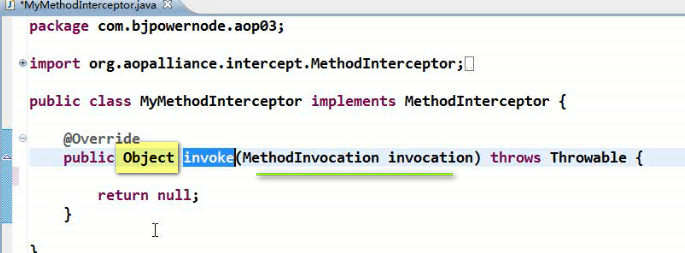 *MyMethodInterceptor.java
package com.bjpowernode.aop03;
import org.aopalliance.intercept.MethodInterceptor;
public class MyMethodInterceptor implements MethodInterceptor {
@Override
public Object invoke(MethodInvocation invocation) throws Throwable {
return null;
}
}